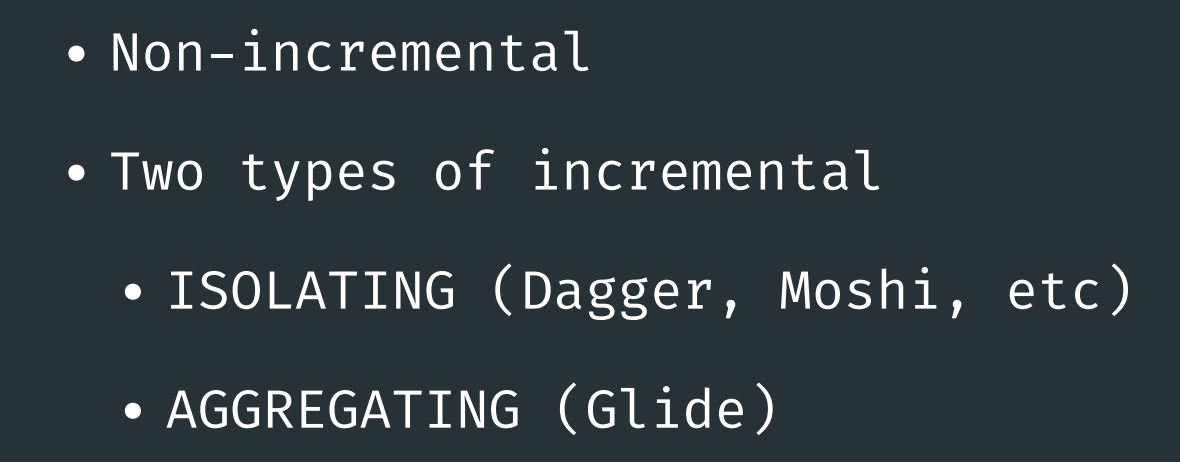 • Non-incremental
• Two types of incremental
• ISOLATING (Dagger, Moshi, etc)
• AGGREGATING (Glide)